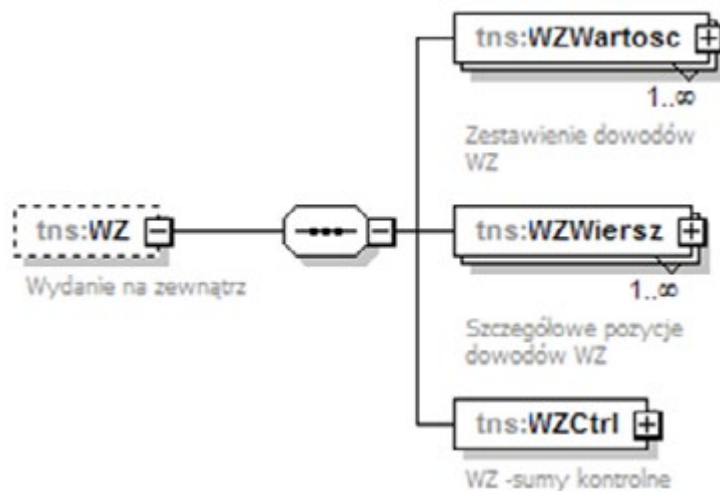 tns:WZWartosc
1..∞
Zestawienie dowodów
WZ
tns:WZ
Wydanie na zewnątrz
tns:WZWiersz
1..∞
Szczegółowe pozycje
dowodów WZ
tns:WZCtrl
WZ -sumy kontrolne